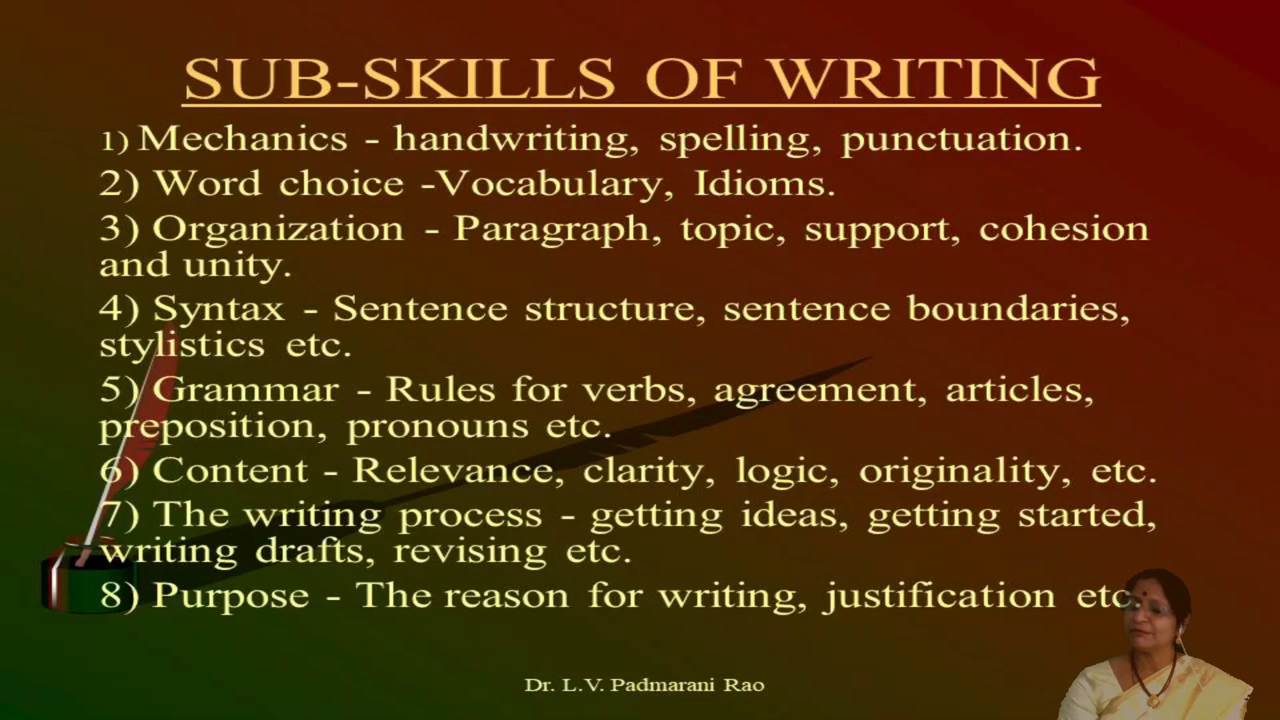 SUB-SKILLS OF WRITING
1) Mechanics - handwriting, spelling, punctuation.
2) Word choice -Vocabulary, Idioms.
3) Organization - Paragraph, topic, support, cohesion
and unity.
4) Syntax - Sentence structure, sentence boundaries,
stylistics etc.
5) Grammar - Rules for verbs, agreement, articles,
preposition, pronouns etc.
6) Content - Relevance, clarity, logic, originality, etc.
7) The writing process - getting ideas, getting started,
writing drafts, revising etc.
8) Purpose - The reason for writing, justification etc.
Dr. L.V. Padmarani Rao